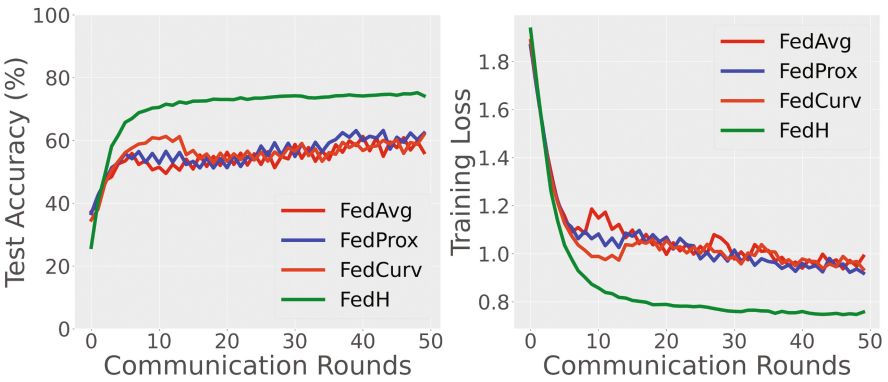 Test Accuracy (%)
100
80
60
40
20
0
FedAvg
FedProx
FedCurv
FedH
0 10 20 30 40 50
Communication Rounds
Training Loss
1.8
1.6
1.4
1.2
1.0
0.8
FedAvg
FedProx
FedCurv
FedH
0 10 20 30 40 50
Communication Rounds